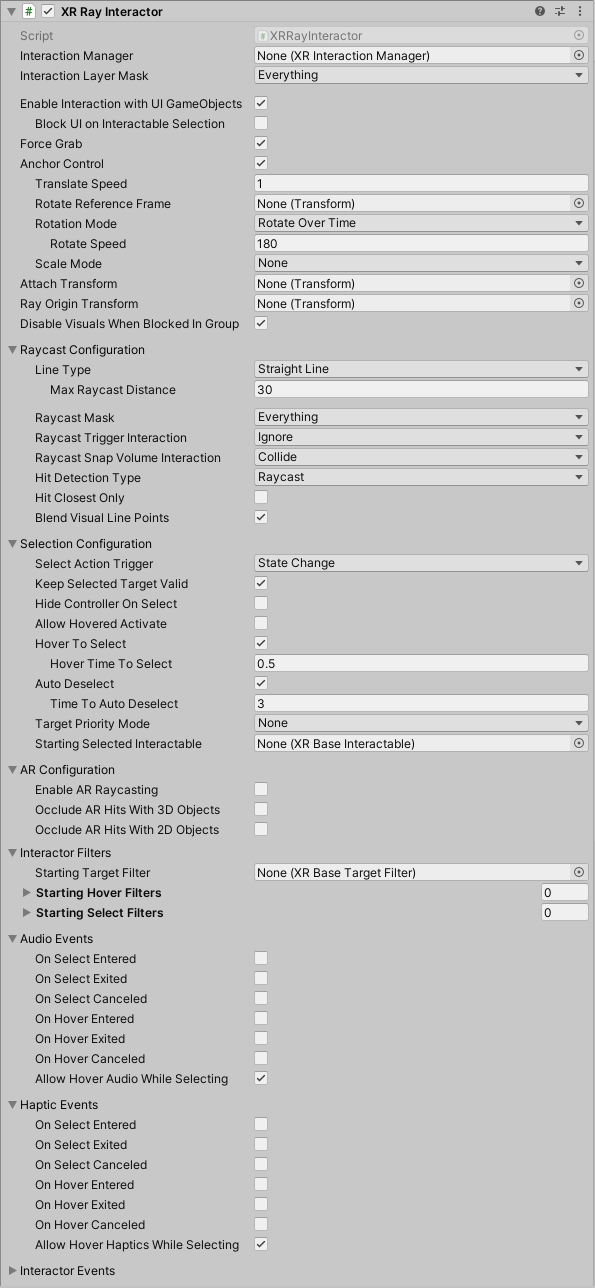 # XR Ray Interactor
Script # XRRayInteractor
Interaction Manager None (XR Interaction Manager)
Interaction Layer Mask Everything
Enable Interaction with UI GameObjects
Block UI on Interactable Selection
Force Grab
Anchor Control
Translate Speed 1
Rotate Reference Frame None (Transform)
Rotation Mode Rotate Over Time
Rotate Speed 180
Scale Mode None
Attach Transform None (Transform)
Ray Origin Transform None (Transform)
Disable Visuals When Blocked In Group
Raycast Configuration
Line Type Straight Line
Max Raycast Distance 30
Raycast Mask Everything
Raycast Trigger Interaction Ignore
Raycast Snap Volume Interaction Collide
Hit Detection Type Raycast
Hit Closest Only
Blend Visual Line Points
Selection Configuration
Select Action Trigger State Change
Keep Selected Target Valid
Hide Controller On Select
Allow Hovered Activate
Hover To Select
Hover Time To Select 0.5
Auto Deselect
Time To Auto Deselect 3
Target Priority Mode None
Starting Selected Interactable None (XR Base Interactable)
AR Configuration
Enable AR Raycasting
Occlude AR Hits With 3D Objects
Occlude AR Hits With 2D Objects
Interactor Filters
Starting Target Filter None (XR Base Target Filter)
Starting Hover Filters 0
Starting Select Filters 0
Audio Events
On Select Entered
On Select Exited
On Select Canceled
On Hover Entered
On Hover Exited
On Hover Canceled
Allow Hover Audio While Selecting
Haptic Events
On Select Entered
On Select Exited
On Select Canceled
On Hover Entered
On Hover Exited
On Hover Canceled
Allow Hover Haptics While Selecting
Interactor Events